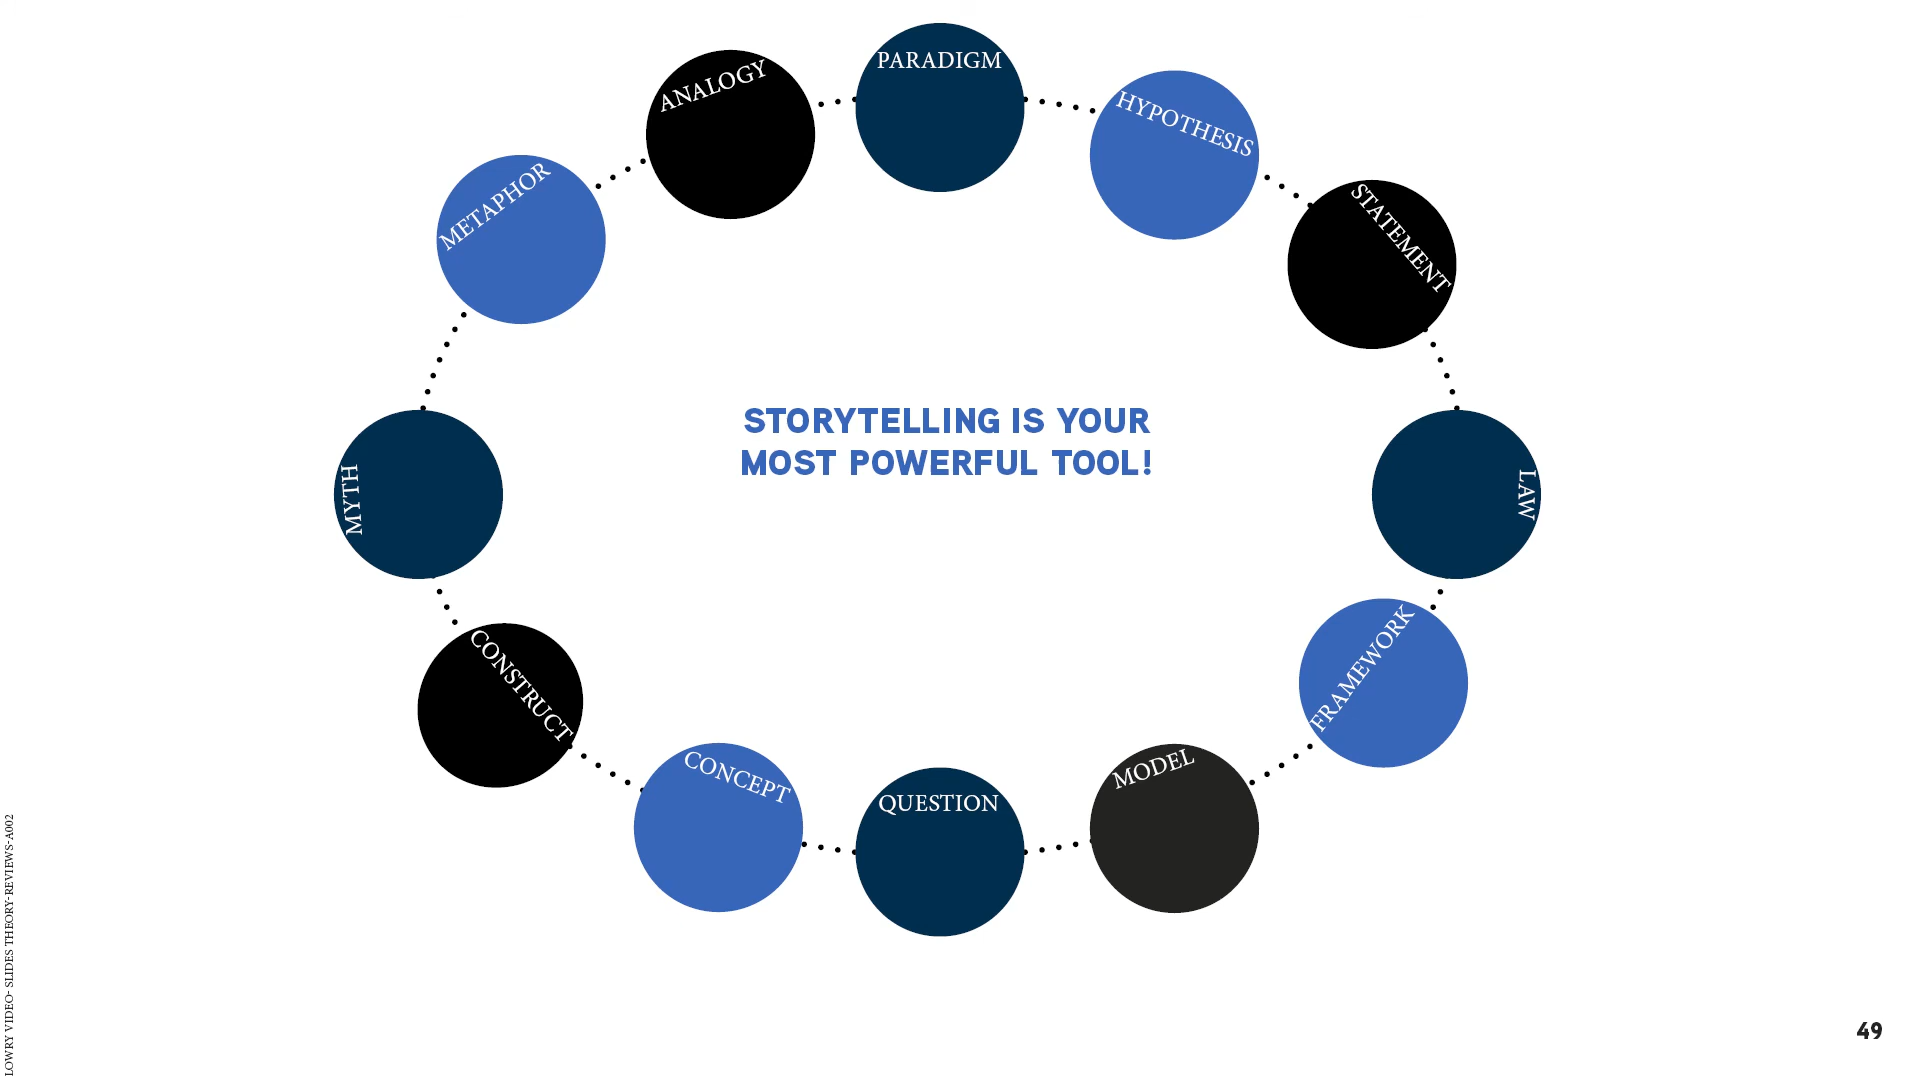 PARADIGM
ANALOGY
HYPOTHESIS
METAPHOR
STATEMENT
STORYTELLING IS YOUR
MOST POWERFUL TOOL!
MYTH
LAW
CONSTRUCT
FRAMEWORK
CONCEPT
QUESTION
MODEL
LOWRY VIDEO- SLIDES THEORY-REVIEWS-A002
49